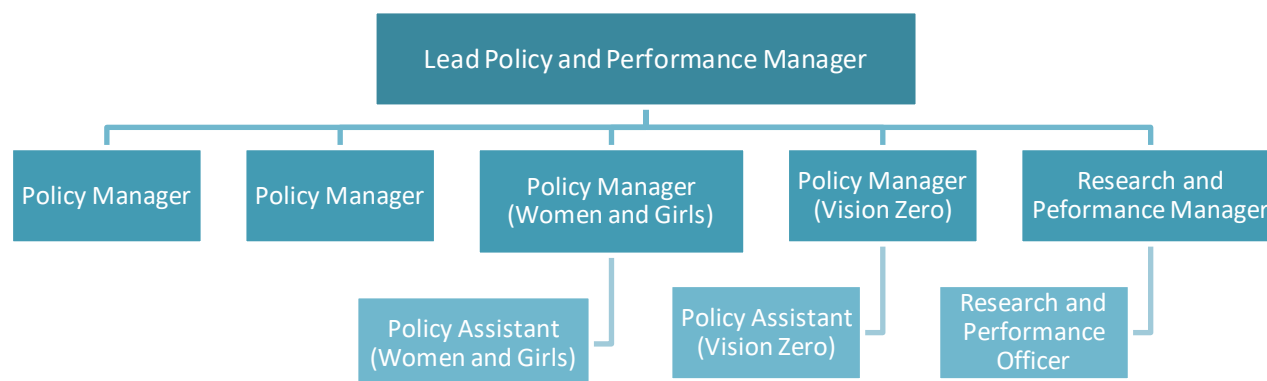 Lead Policy and Performance Manager
Policy Manager
Policy Manager
Policy Manager
(Women and Girls)
Policy Manager
(Vision Zero)
Research and
Peformance Manager
Policy Assistant
(Women and Girls)
Policy Assistant
(Vision Zero)
Research and
Performance
Officer